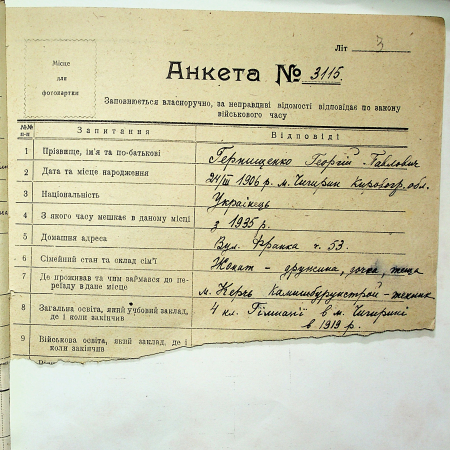 Літ 3
Місце
для
фотокартки
Анкета № 3115
Заповнюється власноручно, за неправдиві відомості відповідає по закону
військового часу
№№
п-п
Запитання
Відповіді
1 Прізвище, ім'я та по-батькові
Георгій Павлович
2 Дата та місце народження
24/III 1906 р. м. Чигирин Кировогр. обл.
3 Національність
Українець
4 З якого часу мешкає в даному місці
з 1935 р.
5 Домашня адреса
Вул. Франка ч. 53.
6 Сімейний стан та склад сім'ї
Жонат – дружина, дочка, теща
7 Де проживав та чим займався до пе-
реїзду в дане місце
м. Керчь Камишбурунстрой – технік
8 Загальна освіта, який учбовий заклад,
де і коли закінчив
4 кл. Гімназії в м. Чигирині
в 1919 р.
9 Військова освіта, який заклад, де і
коли закінчив